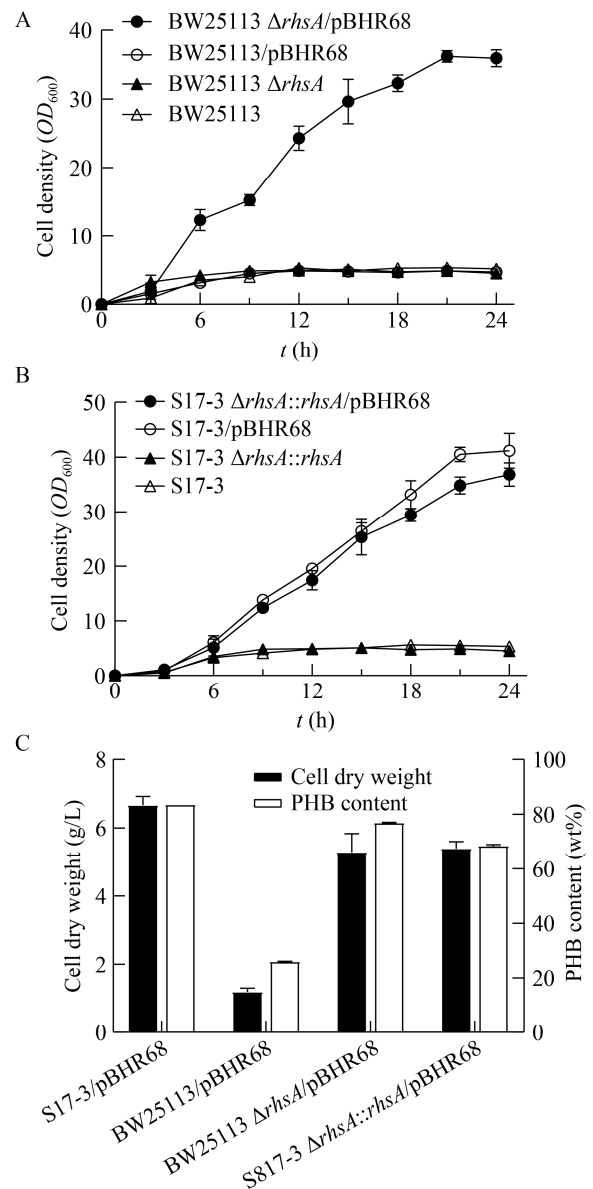 A
BW25113 ΔrhsA/pBHR68
BW25113/pBHR68
BW25113 ΔrhsA
BW25113
Cell density (OD600)
40
30
20
10
0
0 6 12 18 24
t (h)
B
S17-3 ΔrhsA::rhsA/pBHR68
S17-3/pBHR68
S17-3 ΔrhsA::rhsA
S17-3
Cell density (OD600)
50
40
30
20
10
0
0 6 12 18 24
t (h)
C
Cell dry weight
PHB content
Cell dry weight (g/L)
8
6
4
2
0
PHB content (wt%)
100
80
60
40
20
0
S17-3/pBHR68
BW25113/pBHR68
BW25113 ΔrhsA/pBHR68
S817-3 ΔrhsA::rhsA/pBHR68